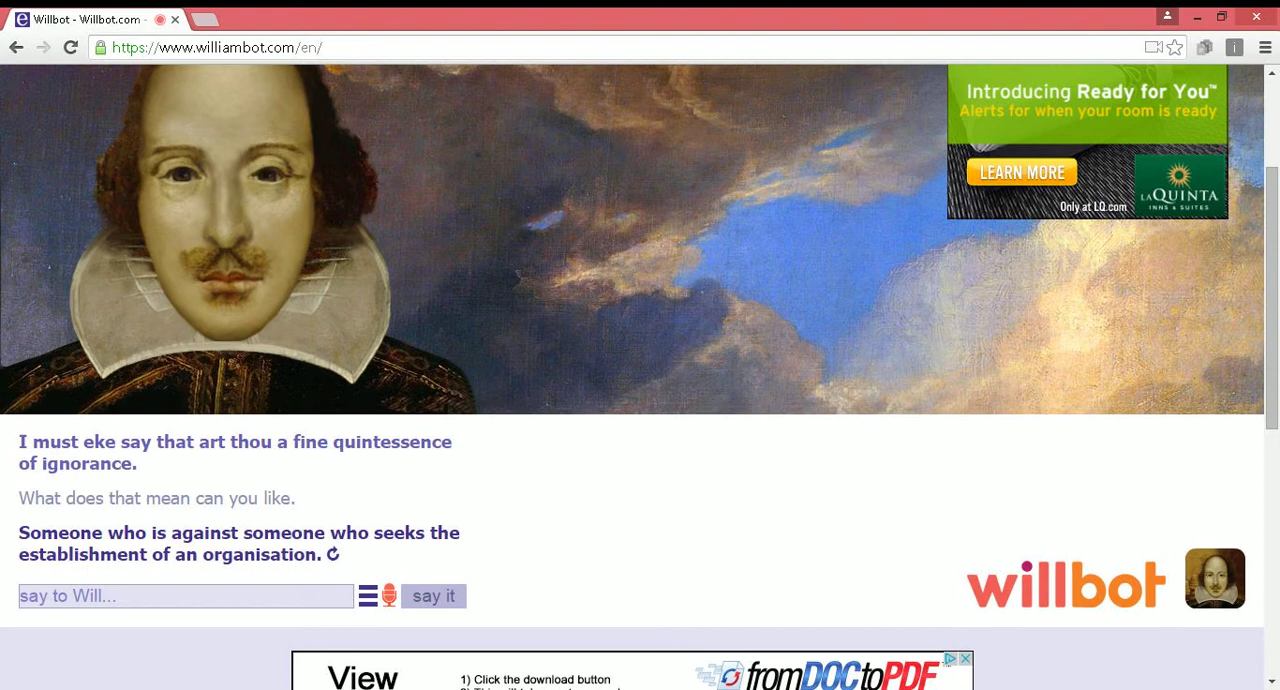 Willbot - Willbot.com -
https://www.williambot.com/en/
Introducing Ready for You™
Alerts for when your room is ready
LEARN MORE
LAQUINTA
INNS & SUITES
Only at LQ.com
I must eke say that art thou a fine quintessence
of ignorance.
What does that mean can you like.
Someone who is against someone who seeks the
establishment of an organisation.
say to Will...
say it
willbot
View
1) Click the download button
fromDOCtoPDF